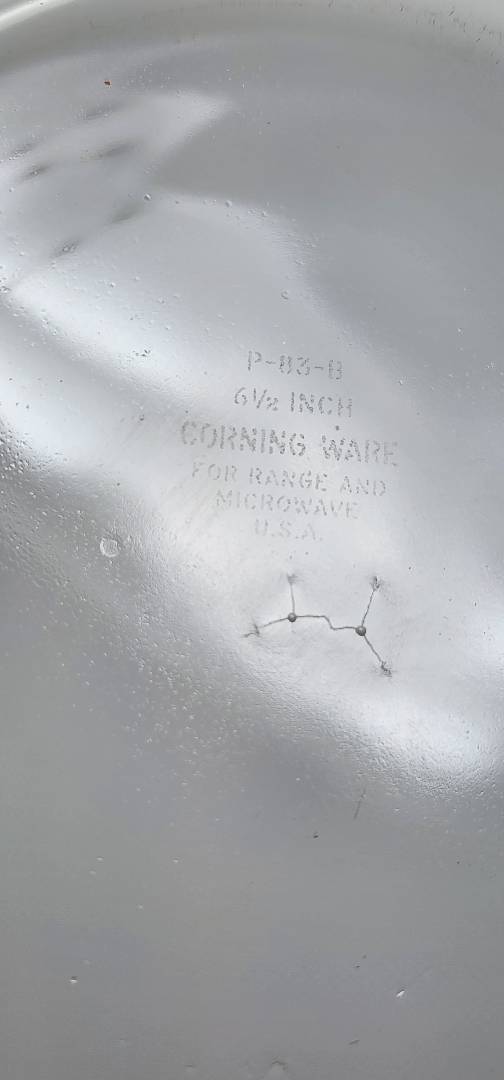 P-83-B
6½ INCH
CORNING WARE
FOR RANGE AND
MICROWAVE
U.S.A.